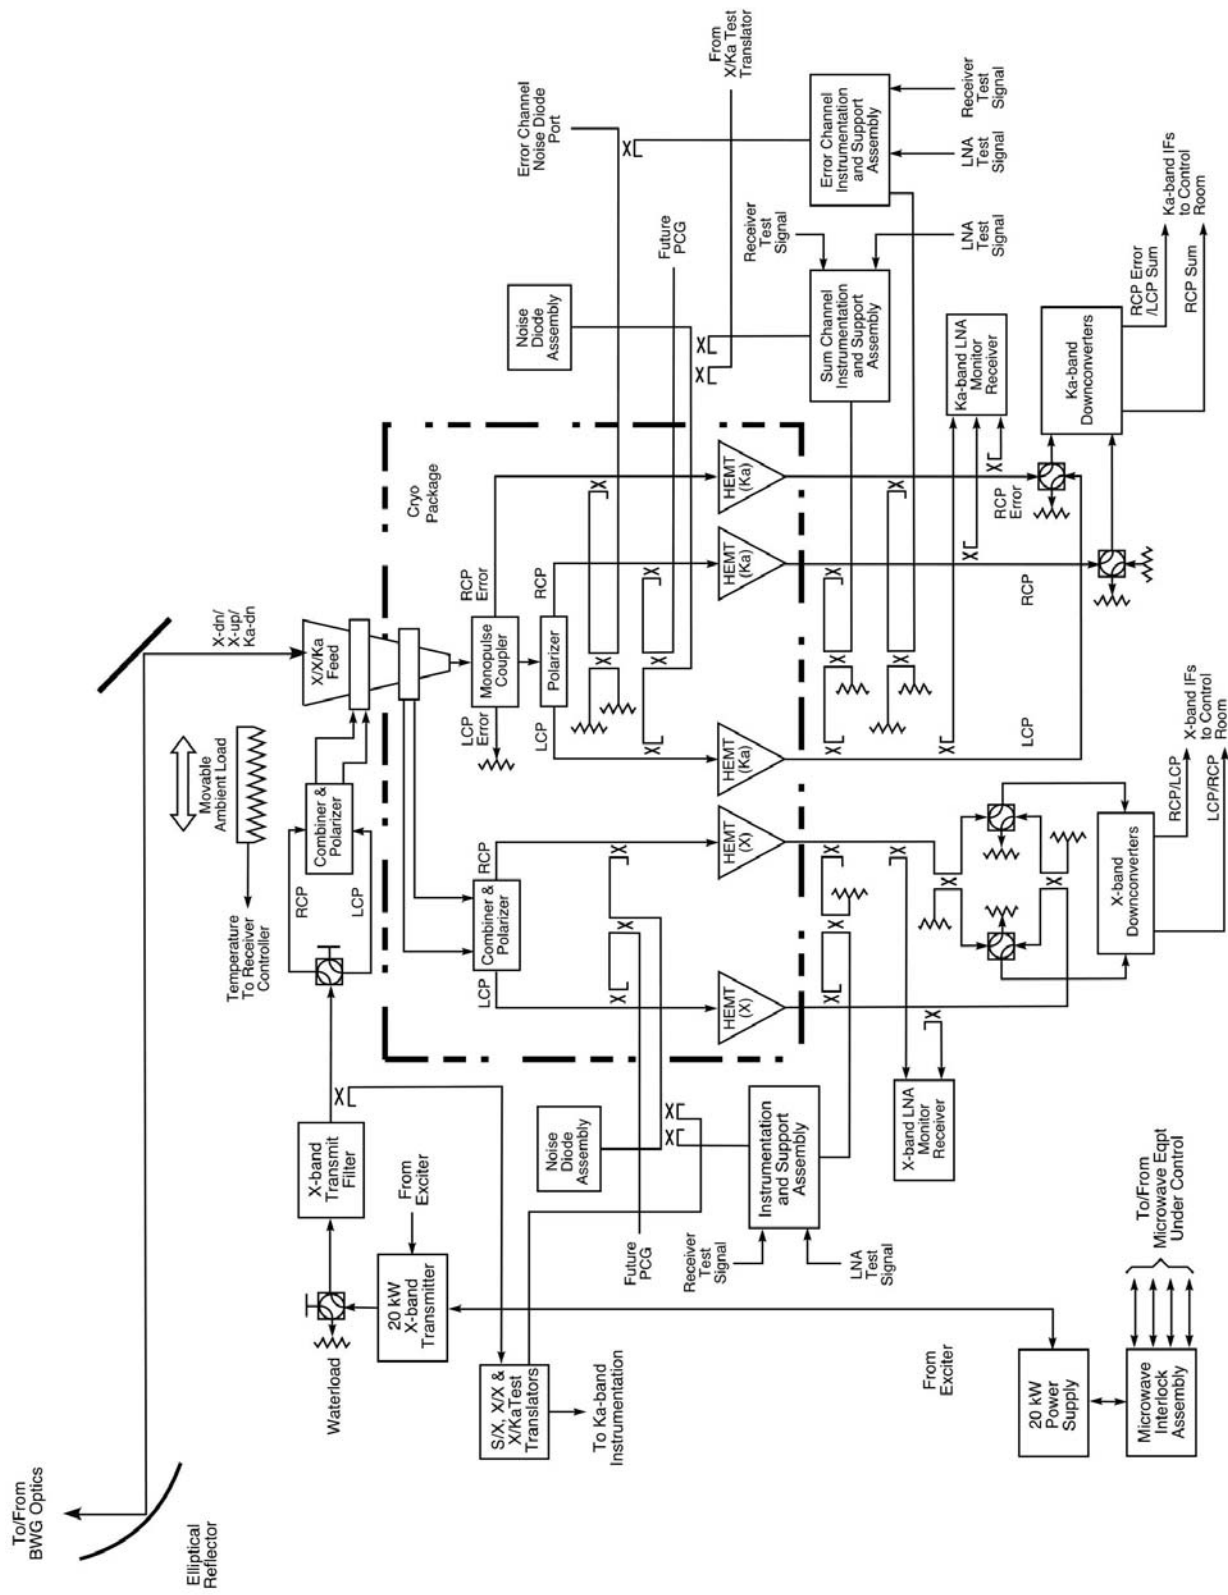 To/From
BWG Optics
Elliptical
Reflector
X-dn/
X-up/
Ka-dn
Movable
Ambient Load
Temperature
To Receiver
Controller
X/X/Ka
Feed
Combiner &
Polarizer
RCP
LCP
Waterload
X-band
Transmit
Filter
From
Exciter
20 kW
X-band
Transmitter
S/X, X/X &
X/KaTest
Translators
To Ka-band
Instrumentation
Cryo
Package
Combiner &
Polarizer
LCP
RCP
Monopulse
Coupler
LCP
Error
RCP
Error
Polarizer
LCP
RCP
Noise
Diode
Assembly
Future
PCG
Noise
Diode
Assembly
Future
PCG
Error Channel
Noise Diode
Port
From
X/Ka Test
Translator
HEMT
(X)
HEMT
(X)
HEMT
(Ka)
HEMT
(Ka)
HEMT
(Ka)
Receiver
Test
Signal
LNA
Test
Signal
Instrumentation
and Support
Assembly
Receiver
Test
Signal
LNA
Test
Signal
Sum Channel
Instrumentation
and Support
Assembly
Error Channel
Instrumentation
and Support
Assembly
LNA
Test
Signal
Receiver
Test
Signal
X-band LNA
Monitor
Receiver
Ka-band LNA
Monitor
Receiver
RCP
Error
RCP
LCP
From
Exciter
20 kW
Power
Supply
Microwave
Interlock
Assembly
To/From
Microwave Eqpt
Under Control
X-band
Downconverters
RCP/LCP
LCP/RCP
X-band IFs
to Control
Room
Ka-band
Downconverters
RCP Error
/LCP Sum
RCP Sum
Ka-band IFs
to Control
Room